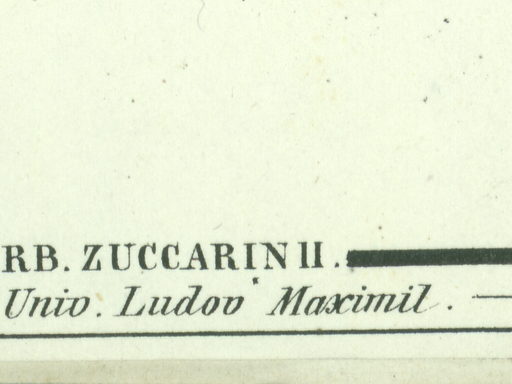 RB. ZUCCARINII.
Univ. Ludov. Maximil.